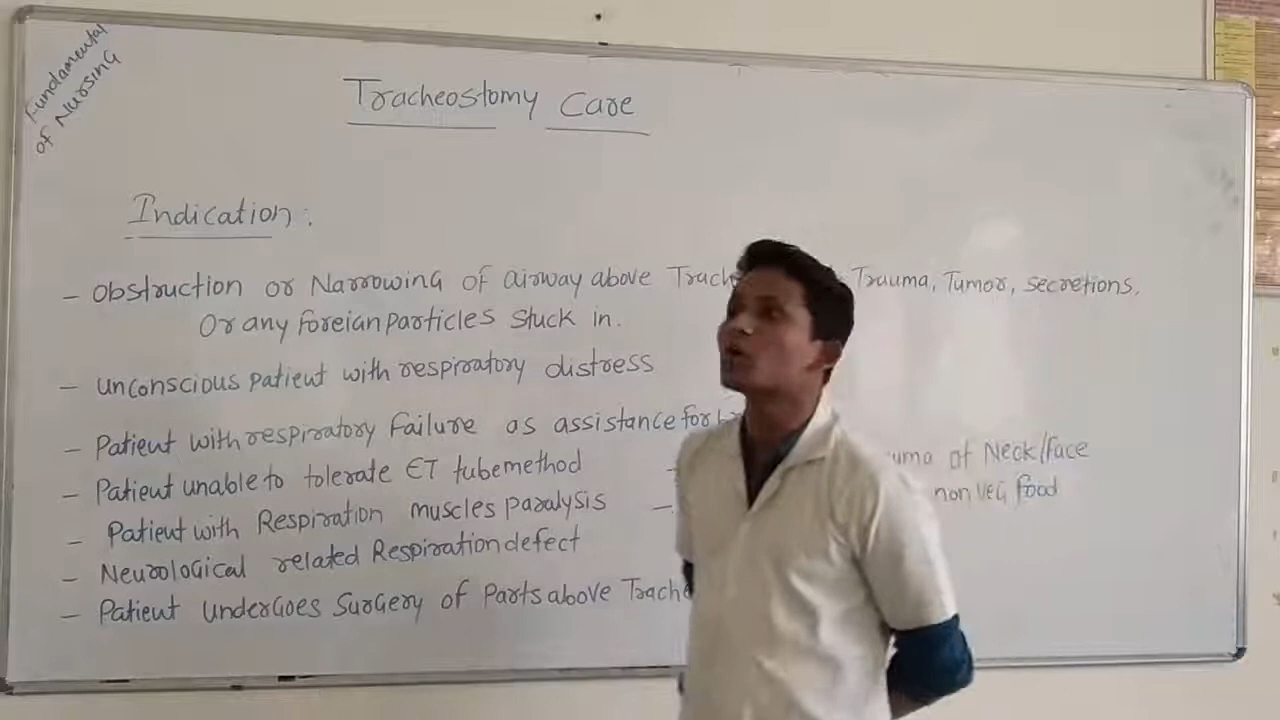 Fundamental
of Nursing
Tracheostomy Care
Indication :
- Obstruction or Narrowing of airway above Trach Trauma, Tumor, secretions,
Or any foreian particles stuck in.
- unconscious patient with respiratory distress
- Patient with respiratory Failure as assistance for
- Patient unable to tolerate ET tube method
- Patient with Respiration muscles paralysis
- Neurological related Respiration defect
- Patient undergoes Surgery of Parts above Trache
uma of Neck/face
non veg food